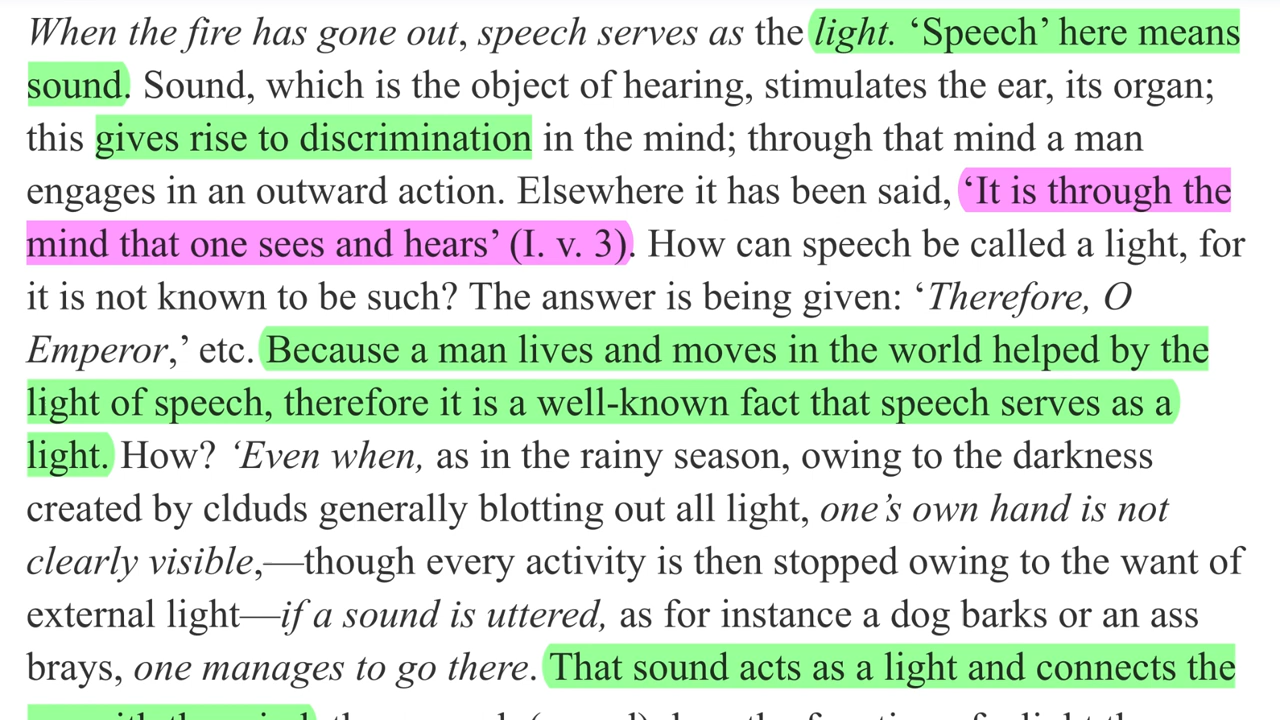 When the fire has gone out, speech serves as the light. ‘Speech’ here means
sound. Sound, which is the object of hearing, stimulates the ear, its organ;
this gives rise to discrimination in the mind; through that mind a man
engages in an outward action. Elsewhere it has been said, ‘It is through the
mind that one sees and hears’ (I. v. 3). How can speech be called a light, for
it is not known to be such? The answer is being given: ‘Therefore, O
Emperor,’ etc. Because a man lives and moves in the world helped by the
light of speech, therefore it is a well-known fact that speech serves as a
light. How? ‘Even when, as in the rainy season, owing to the darkness
created by clduds generally blotting out all light, one’s own hand is not
clearly visible,—though every activity is then stopped owing to the want of
external light—if a sound is uttered, as for instance a dog barks or an ass
brays, one manages to go there. That sound acts as a light and connects the